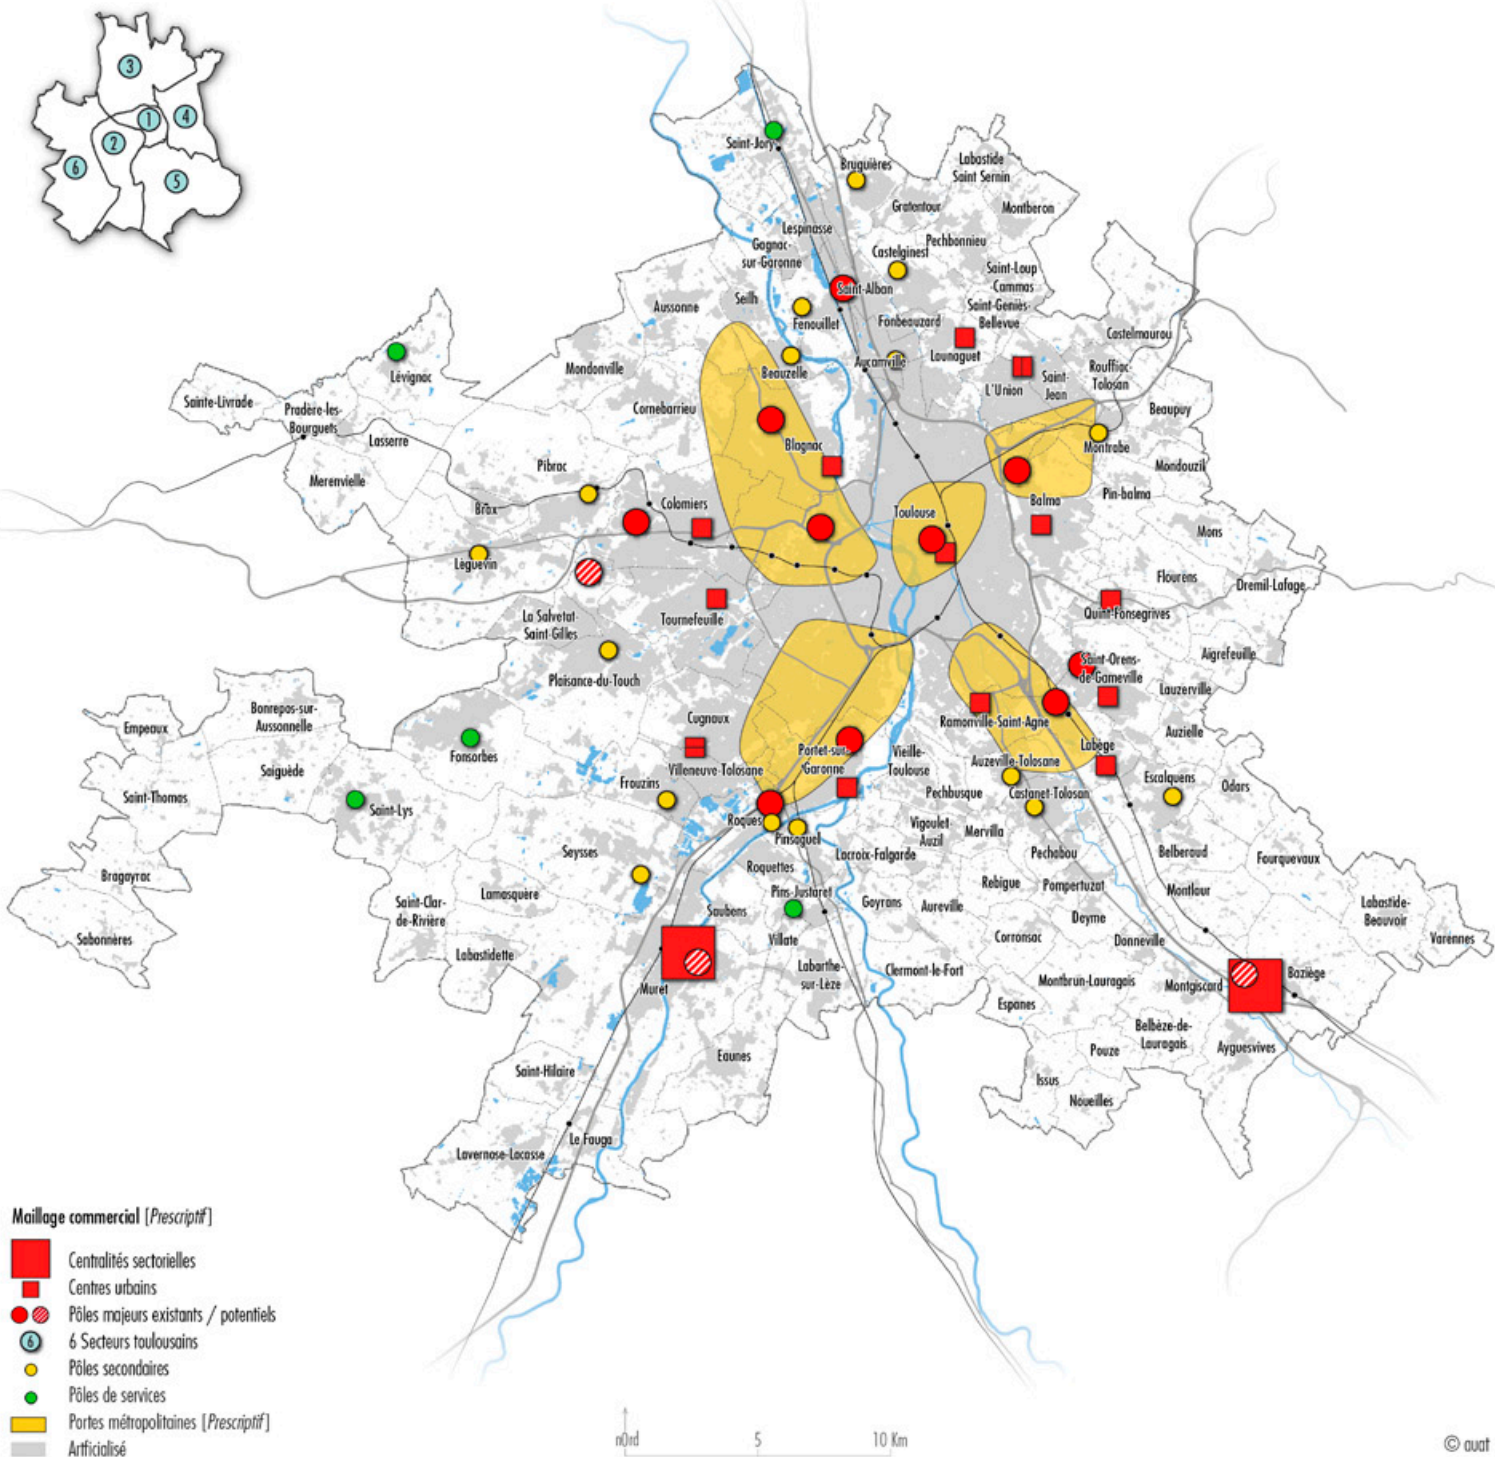 3
1
4
2
6
5
Saint-Jory
Bruguières
Labastide
Saint Sernin
Gratentour
Montberon
Lespinasse
Gagnac-
sur-Garonne
Castelginest
Pechbonnieu
Saint-Loup
Cammas
Saint-Alban
Seilh
Aussonne
Fenouillet
Fonbeauzard
Saint-Geniès-
Bellevue
Castelmaurou
Launaguet
Aucamville
Beauzelle
Mondonville
Lévignac
L'Union
Saint-
Jean
Rouffiac-
Tolosan
Beaupuy
Sainte-Livrade
Pradère-les-
Bourguets
Cornebarrieu
Lasserre
Blagnac
Montrabe
Mondouzil
Pibrac
Merenvielle
Pin-balma
Balma
Brax
Colomiers
Toulouse
Mons
Léguevin
Flourens
Dremil-Lafage
Quint-Fonsegrives
La Salvetat-
Saint-Gilles
Tournefeuille
Aigrefeuille
Saint-Orens-
de-Gameville
Plaisance-du-Touch
Lauzerville
Bonrepos-sur-
Aussonnelle
Empeaux
Cugnaux
Ramonville-Saint-Agne
Auzielle
Labège
Portet-sur-
Garonne
Vieille-
Toulouse
Auzeville-Tolosane
Fonsorbes
Saiguède
Villeneuve-Tolosane
Escalquens
Odars
Frouzins
Pechbusque
Castanet-Tolosan
Saint-Thomas
Saint-Lys
Roques
Pinsaguel
Vigoulet-
Auzil
Mervilla
Seysses
Lacroix-Falgarde
Pechabou
Belberaud
Fourquevaux
Roquettes
Bragayrac
Lamasquère
Pins-Justaret
Rebigue
Pompertuzat
Montlaur
Saint-Clar-
de-Rivière
Saubens
Goyrans
Aureville
Deyme
Labastide-
Beauvoir
Sabonnères
Labastidette
Villate
Corronsac
Donneville
Varennes
Labarthe-
sur-Lèze
Clermont-le-Fort
Muret
Montbrun-Lauragais
Montgiscard
Baziège
Espanes
Belbèze-de-
Lauragais
Ayguesvives
Pouze
Eaunes
Saint-Hilaire
Issus
Noueilles
Le Fauga
Lavernose-Lacasse
Maillage commercial [Prescriptif]
Centralités sectorielles
Centres urbains
Pôles majeurs existants / potentiels
6
6 Secteurs toulousains
Pôles secondaires
Pôles de services
Portes métropolitaines [Prescriptif]
Artficialisé
nOrd
5
10 Km
© auat